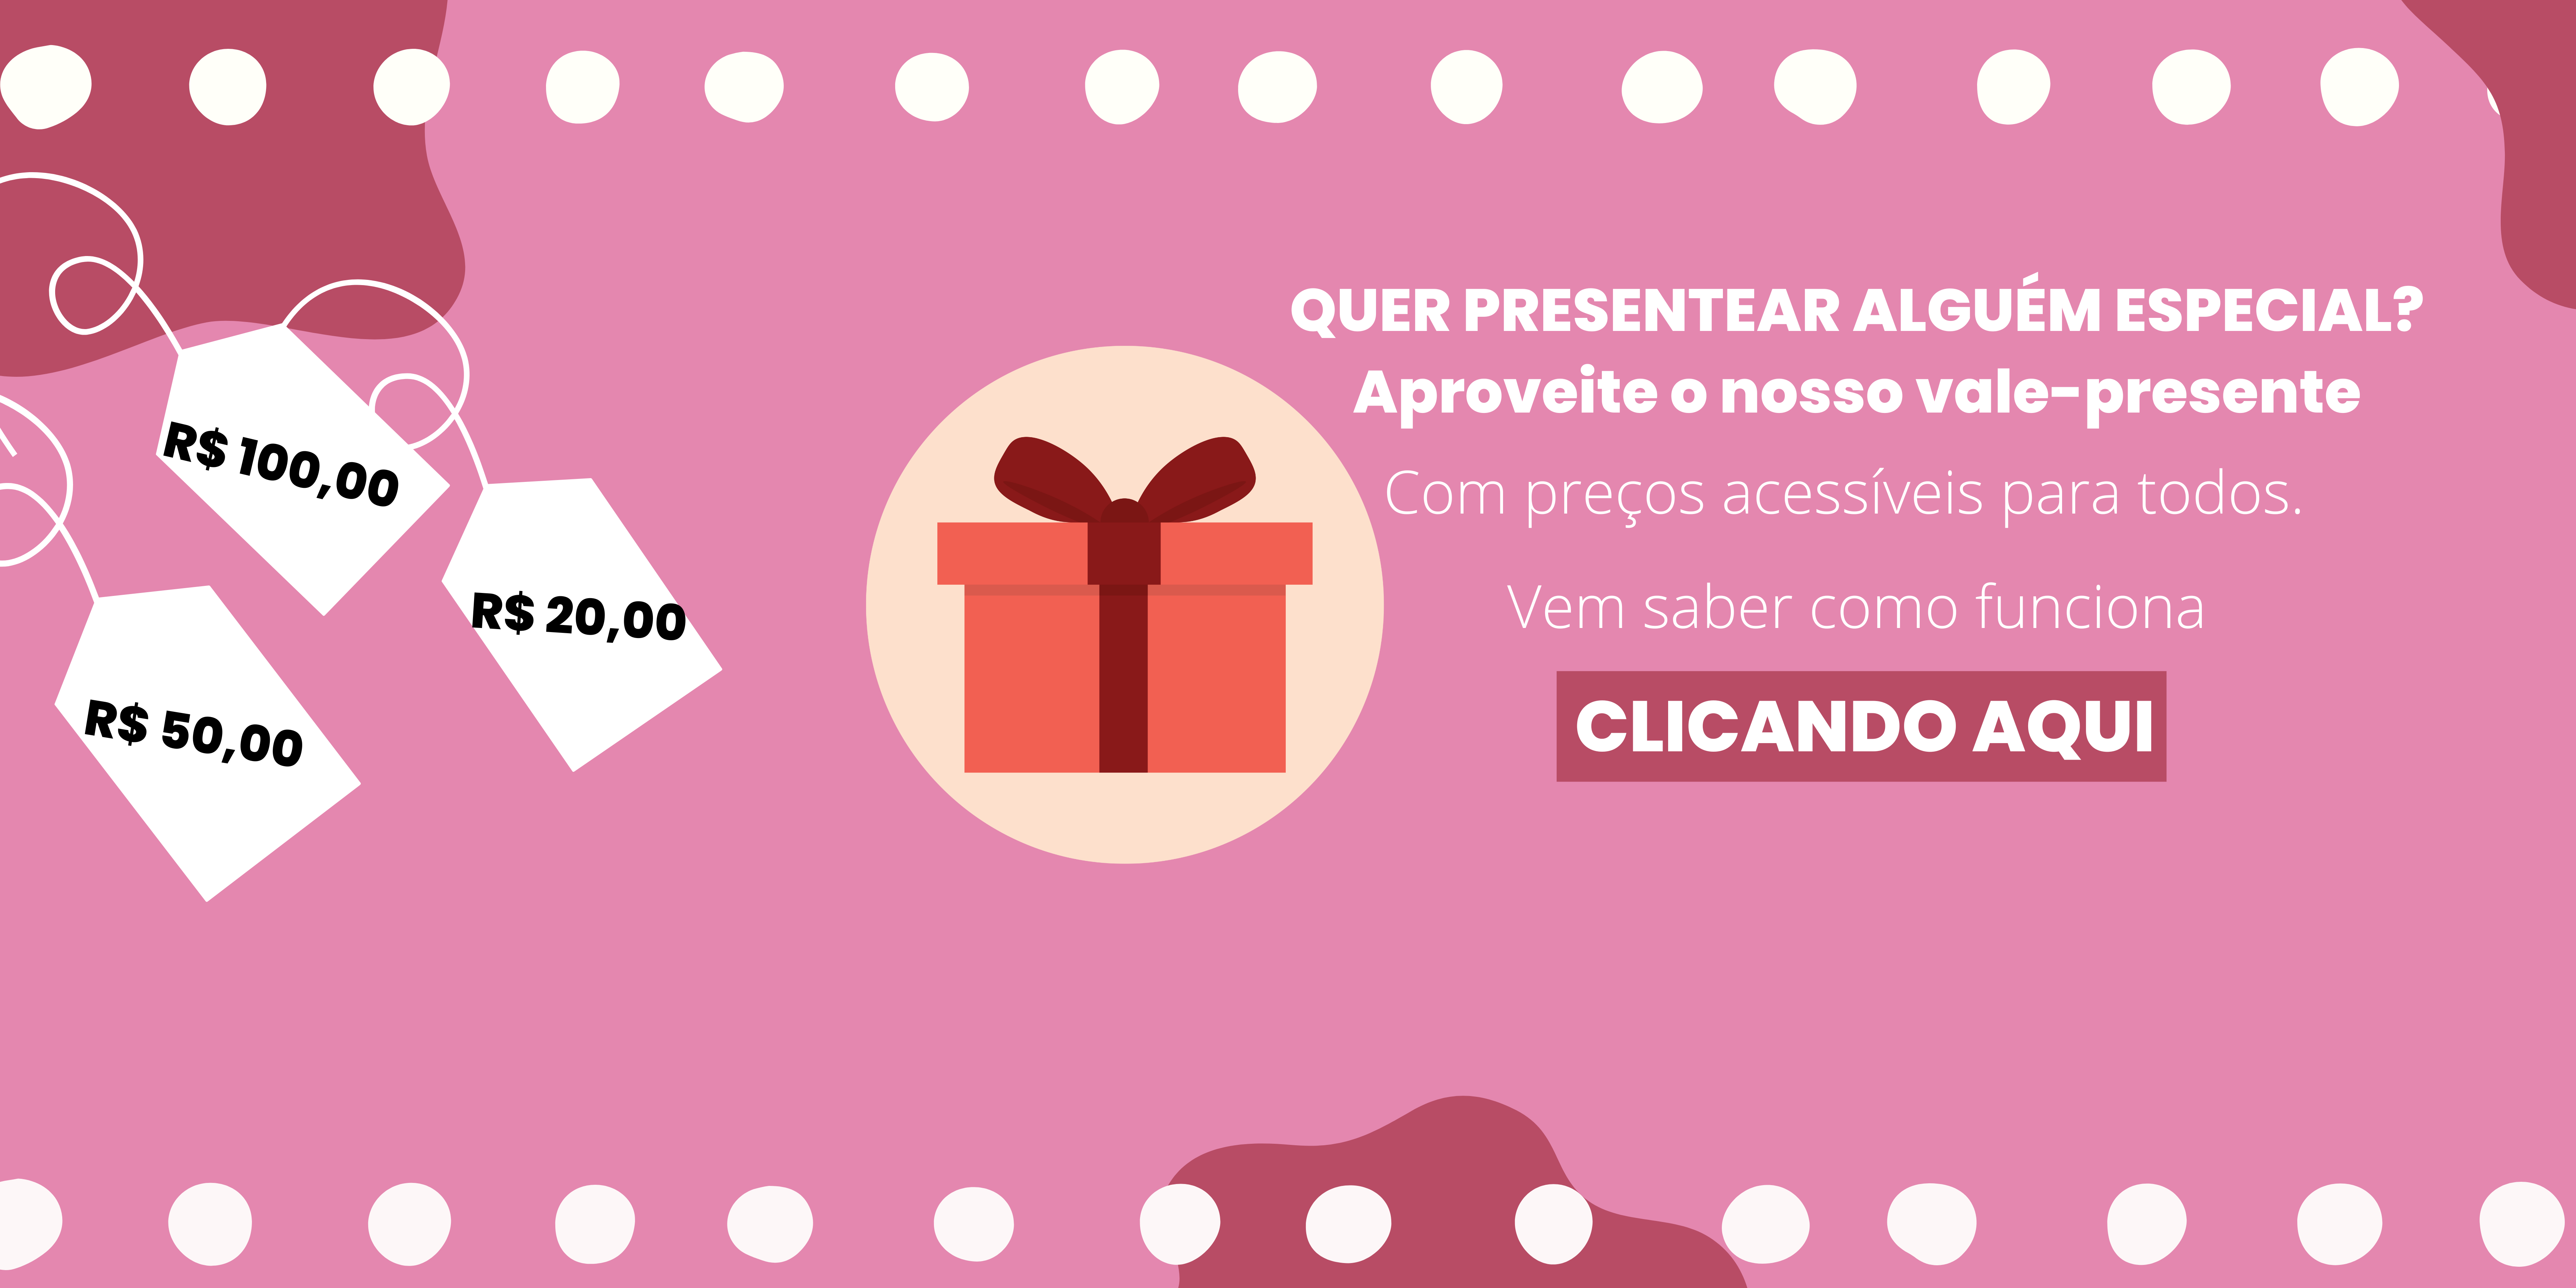 R$ 100,00
R$ 20,00
R$ 50,00
QUER PRESENTEAR ALGUÉM ESPECIAL?
Aproveite o nosso vale-presente
Com preços acessíveis para todos.
Vem saber como funciona
CLICANDO AQUI